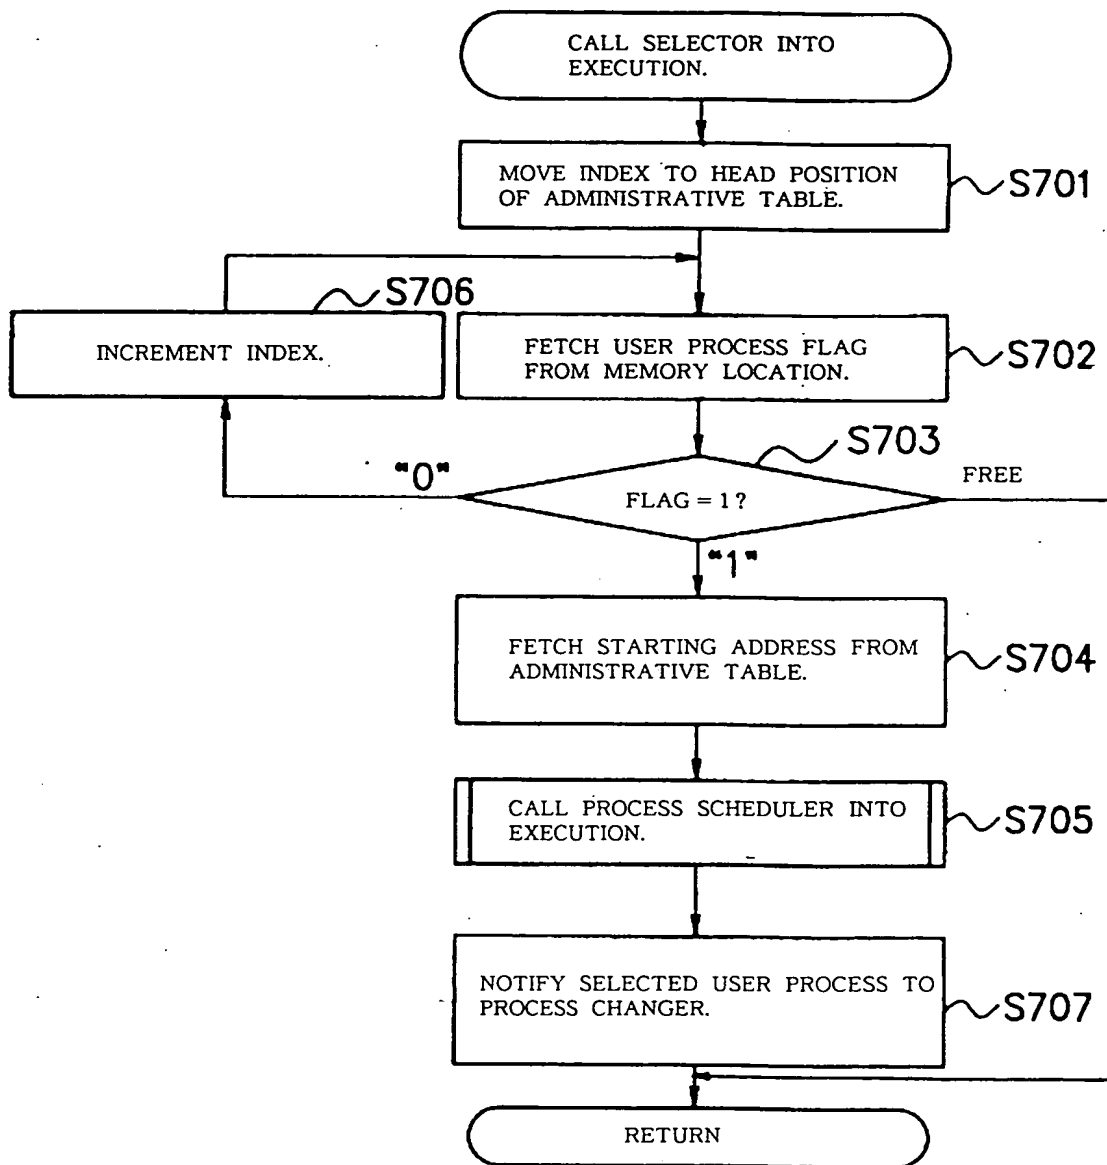 CALL SELECTOR INTO
EXECUTION.
MOVE INDEX TO HEAD POSITION
OF ADMINISTRATIVE TABLE.
S701
S706
INCREMENT INDEX.
FETCH USER PROCESS FLAG
FROM MEMORY LOCATION.
S702
S703
"0"
FLAG = 1?
FREE
"1"
FETCH STARTING ADDRESS FROM
ADMINISTRATIVE TABLE.
S704
CALL PROCESS SCHEDULER INTO
EXECUTION.
S705
NOTIFY SELECTED USER PROCESS TO
PROCESS CHANGER.
S707
RETURN